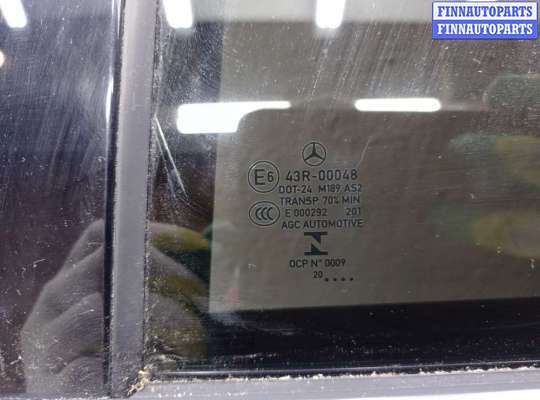 FINNAUTOPARTS
FINNAUTOPARTS
E6 43R-00048
DOT-24 M189 AS2
TRANSP 70% MIN
CCC E 000292 201
AGC AUTOMOTIVE
N
OCP N° 0009
20 ....